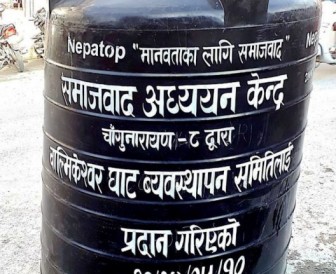 Nepatop "मानवताका लागि समाजवाद"
समाजवाद अध्ययन केन्द्र
चाँगुनारायण - ८ द्वारा
वाल्मिकेश्वर घाट ब्यवस्थापन समितिलाई
प्रदान गरिएको